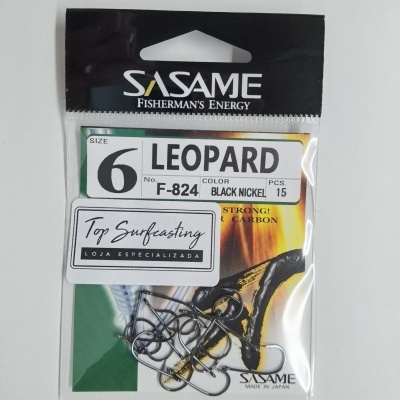 SASAME
FISHERMAN'S ENERGY
SIZE
6
LEOPARD
No. F-824
COLOR BLACK NICKEL
PCS. 15
STRONG!
CARBON
Top Surfcasting
LOJA ESPECIALIZADA
SASAME
MADE IN JAPAN